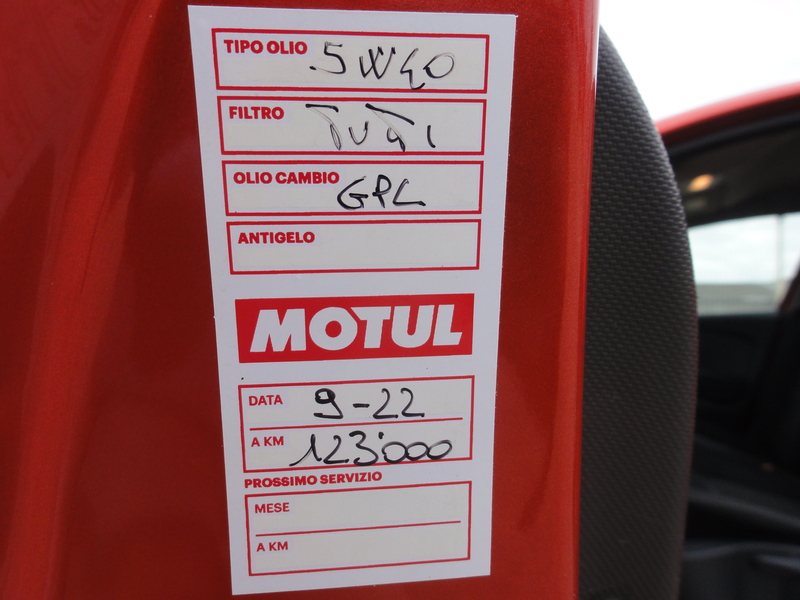 TIPO OLIO 5W40
FILTRO TUTTI
OLIO CAMBIO GPL
ANTIGELO
MOTUL
DATA 9-22
A KM 123'000
PROSSIMO SERVIZIO
MESE
A KM